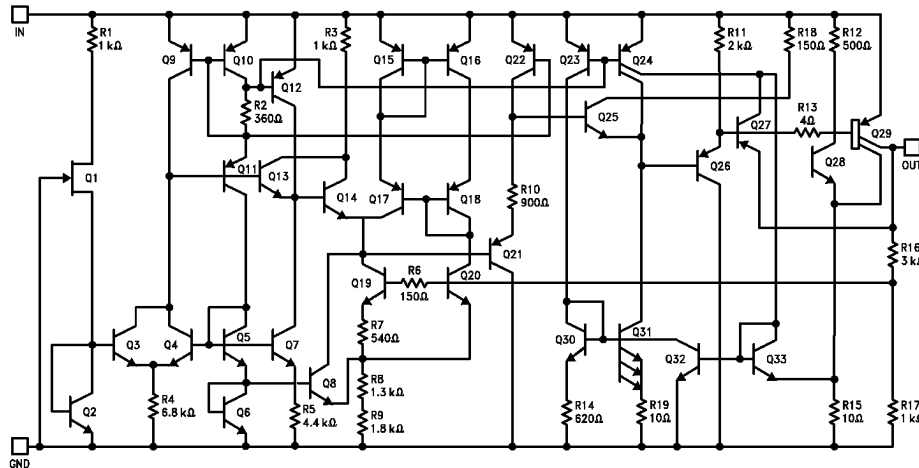 IN
R1
1 kΩ
Q9
Q10
Q12
R3
1 kΩ
Q15
Q16
Q22
Q23
Q24
R11
2 kΩ
R18
150Ω
R12
500Ω
R2
360Ω
Q25
Q27
R13
4Ω
Q29
OUT
Q1
Q11
Q13
Q14
Q17
Q18
R10
900Ω
Q26
Q28
Q21
R16
3 kΩ
Q19
R6
150Ω
Q20
Q3
Q4
Q5
Q7
R7
540Ω
Q30
Q31
Q32
Q33
Q8
R8
1.3 kΩ
Q2
R4
6.8 kΩ
Q6
R5
4.4 kΩ
R9
1.8 kΩ
R14
620Ω
R19
10Ω
R15
10Ω
R17
1 kΩ
GND